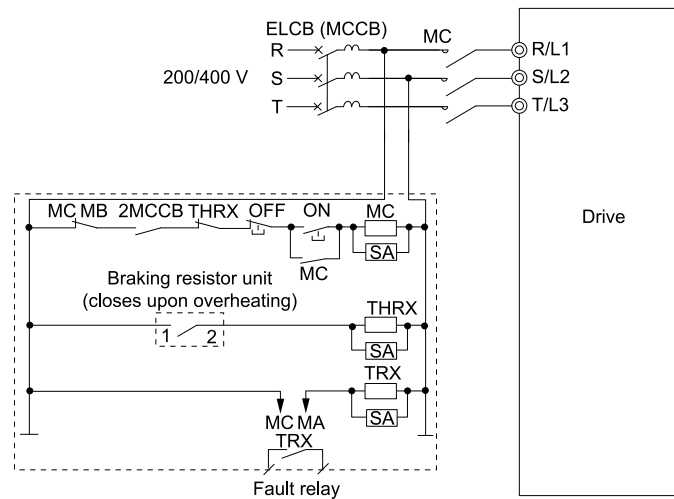 ELCB (MCCB)
MC
R
R/L1
200/400 V
S
S/L2
T
T/L3
Drive
MC MB
2MCCB
THRX
OFF
ON
MC
SA
MC
Braking resistor unit
(closes upon overheating)
THRX
1
2
SA
TRX
MC MA
SA
TRX
Fault relay